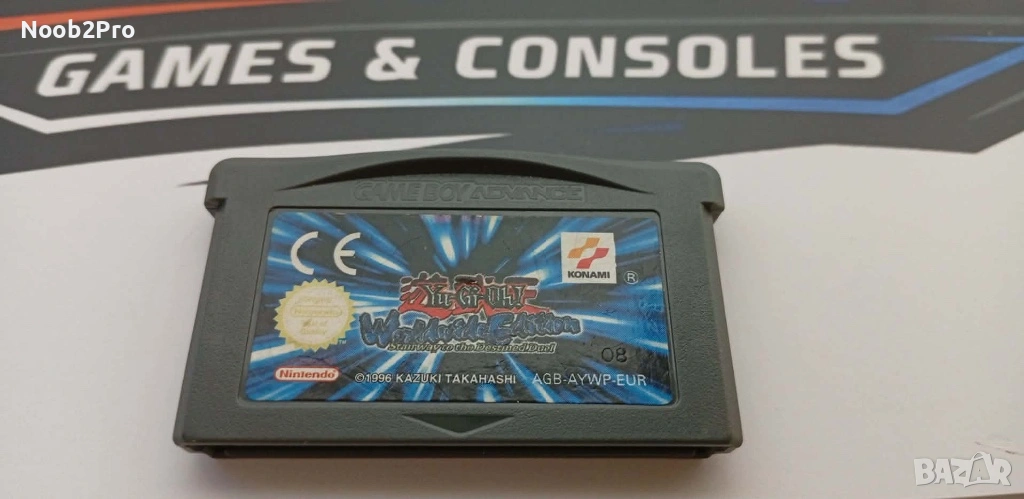 Noob2Pro
GAMES & CONSOLES
GAME BOY ADVANCE
CE
KONAMI
®
Yu-Gi-Oh!
Worldwide Edition
Stairway to the Destined Duel
Nintendo
©1996 KAZUKI TAKAHASHI
08
AGB-AYWP-EUR
BAZAR